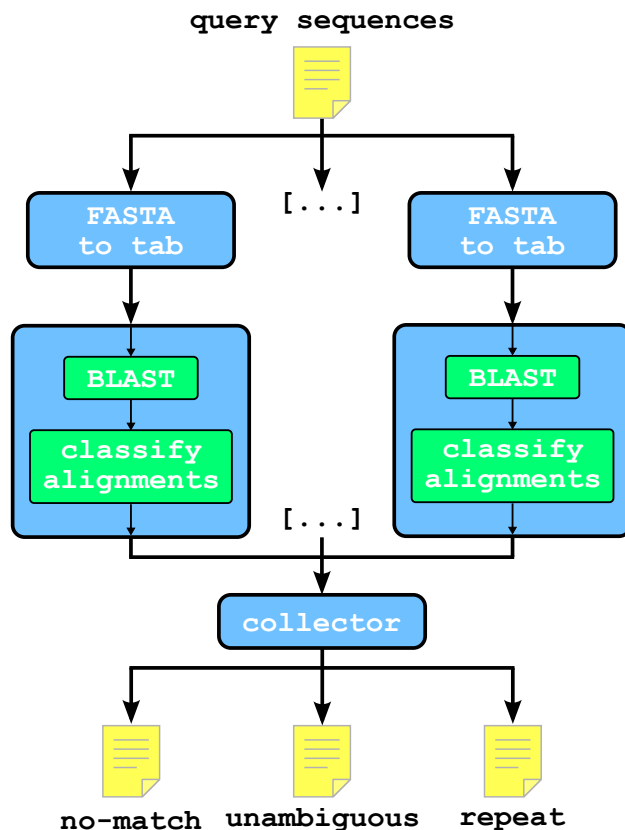 query sequences
FASTA
to tab
[...]
FASTA
to tab
BLAST
classify
alignments
BLAST
classify
alignments
[...]
collector
no-match
unambiguous
repeat